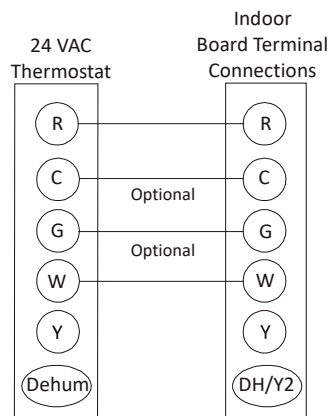 24 VAC
Thermostat
Indoor
Board Terminal
Connections
R R
C C
Optional
G G
Optional
W W
Y Y
Dehum DH/Y2